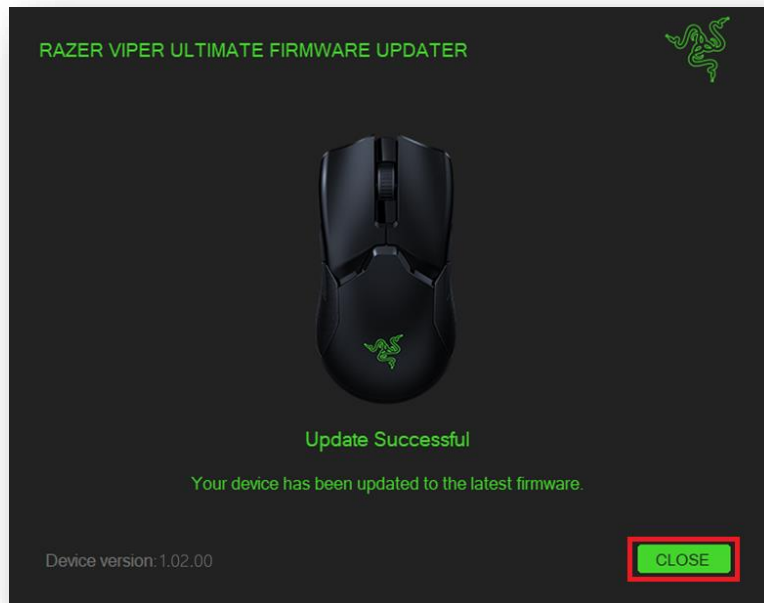 RAZER VIPER ULTIMATE FIRMWARE UPDATER
Update Successful
Your device has been updated to the latest firmware.
Device version:1.02.00
CLOSE